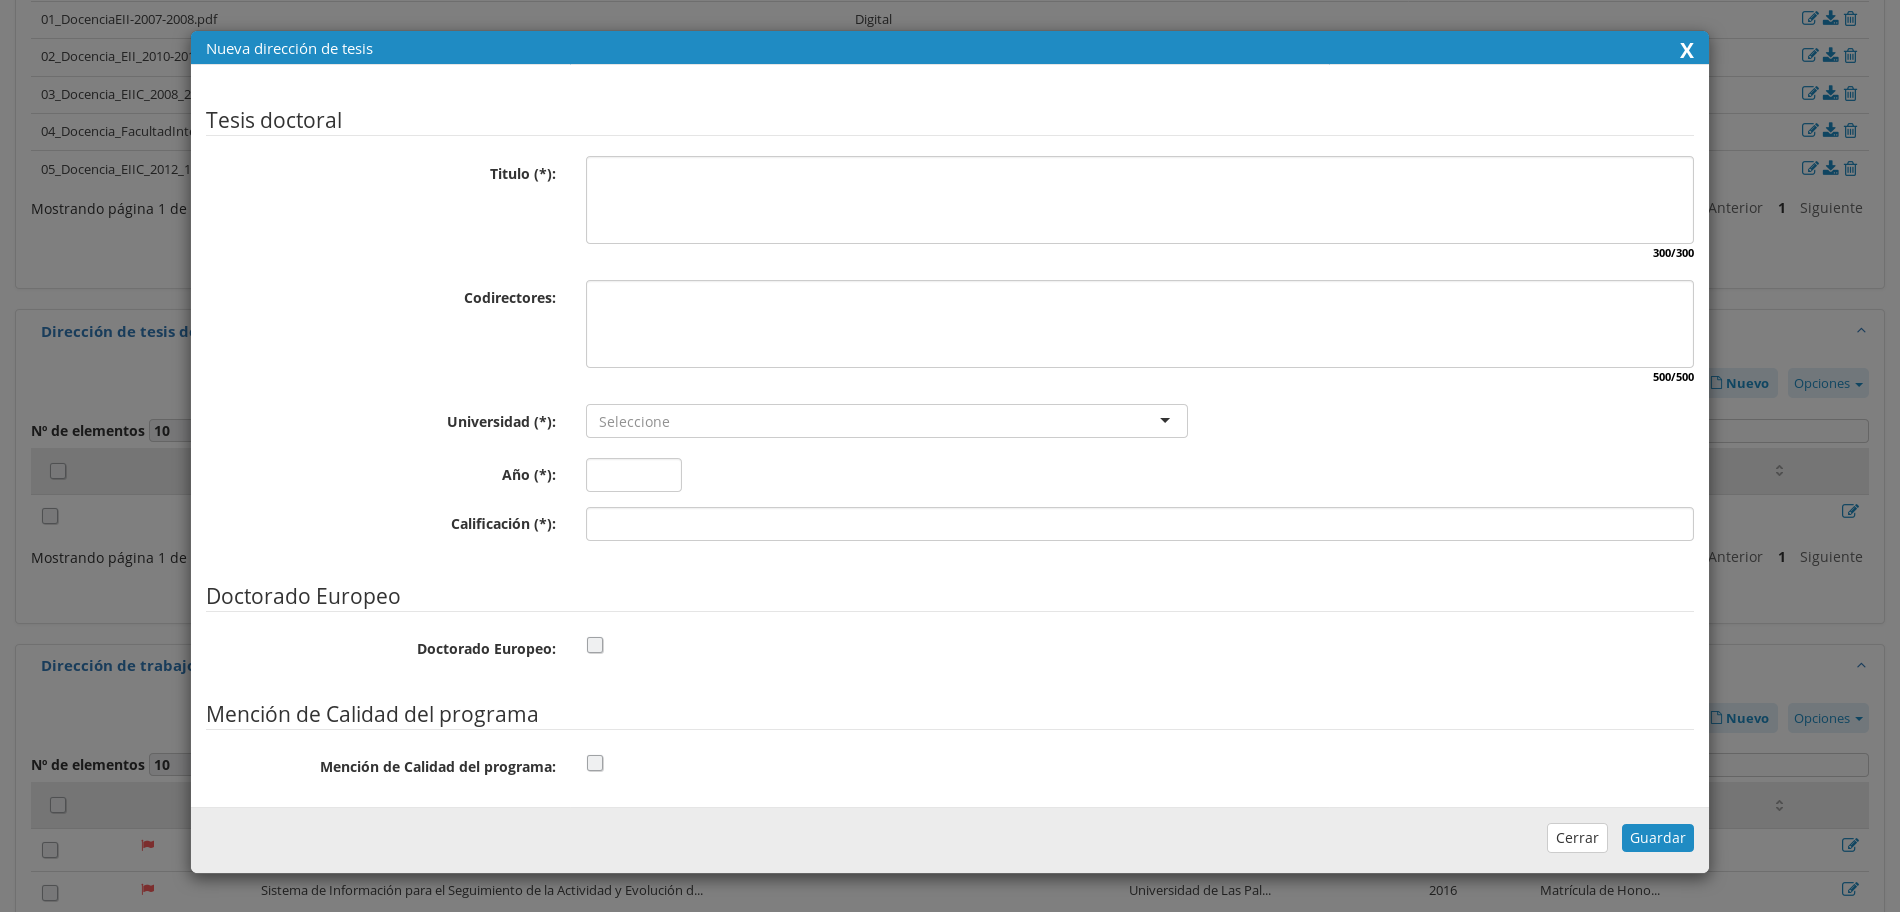 01_DocenciaEII-2007-2008.pdf Digital
Nueva dirección de tesis X
02_Docencia_EII_2010-201
03_Docencia_EIIC_2008_2
04_Docencia_FacultadInte
05_Docencia_EIIC_2012_1
Mostrando página 1 de
Anterior 1 Siguiente
Tesis doctoral
Titulo (*):
300/300
Codirectores:
500/500
Dirección de tesis d
Nuevo Opciones
Nº de elementos 10
Universidad (*): Seleccione
Año (*):
Calificación (*):
Mostrando página 1 de
Anterior 1 Siguiente
Doctorado Europeo
Doctorado Europeo:
Dirección de trabajo
Mención de Calidad del programa
Nuevo Opciones
Nº de elementos 10
Mención de Calidad del programa:
Cerrar Guardar
Sistema de Información para el Seguimiento de la Actividad y Evolución d... Universidad de Las Pal... 2016 Matrícula de Hono...